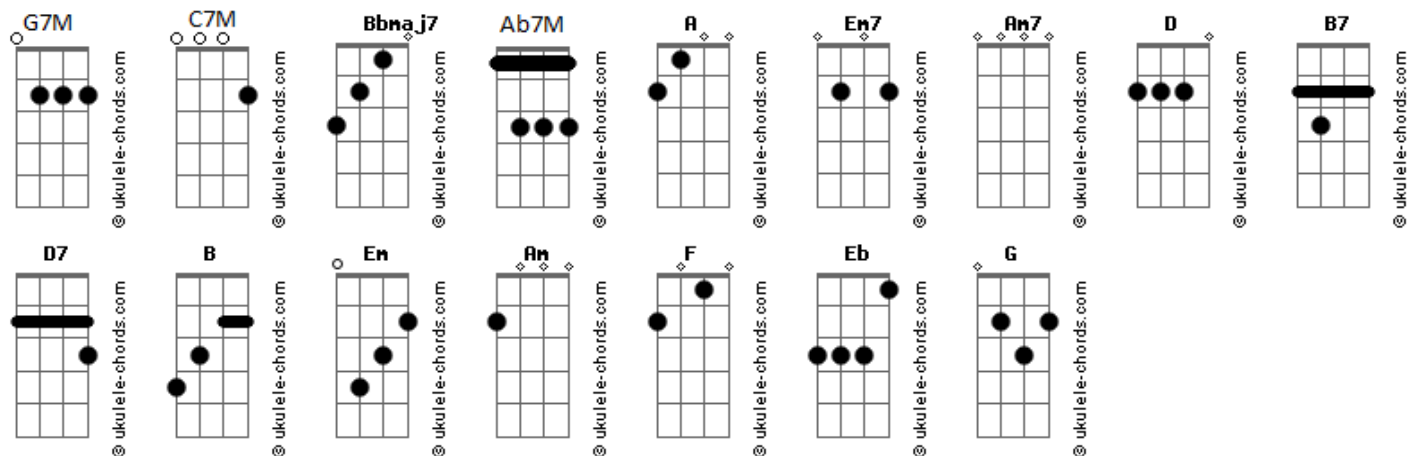 G7M C7M Bbmaj7 Ab7M A Em7 Am7 D B7
© ukulele-chords.com © ukulele-chords.com © ukulele-chords.com © ukulele-chords.com © ukulele-chords.com © ukulele-chords.com © ukulele-chords.com © ukulele-chords.com © ukulele-chords.com
D7 B Em Am F Eb G
© ukulele-chords.com © ukulele-chords.com © ukulele-chords.com © ukulele-chords.com © ukulele-chords.com © ukulele-chords.com © ukulele-chords.com